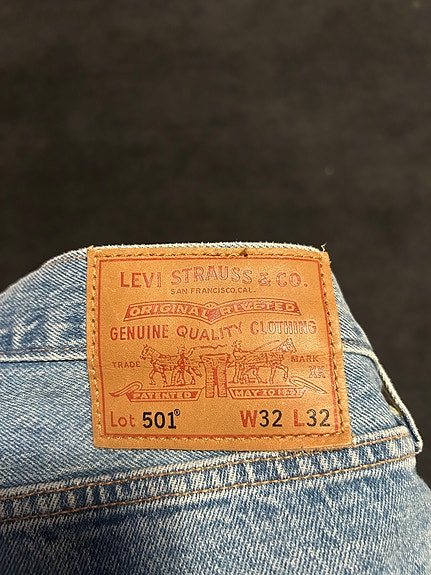 LEVI STRAUSS & CO.
SAN FRANCISCO, CAL.
ORIGINAL RIVETED
GENUINE QUALITY CLOTHING
TRADE MARK
XX
PATENTED MAY 20 1873
Lot 501® W32 L32